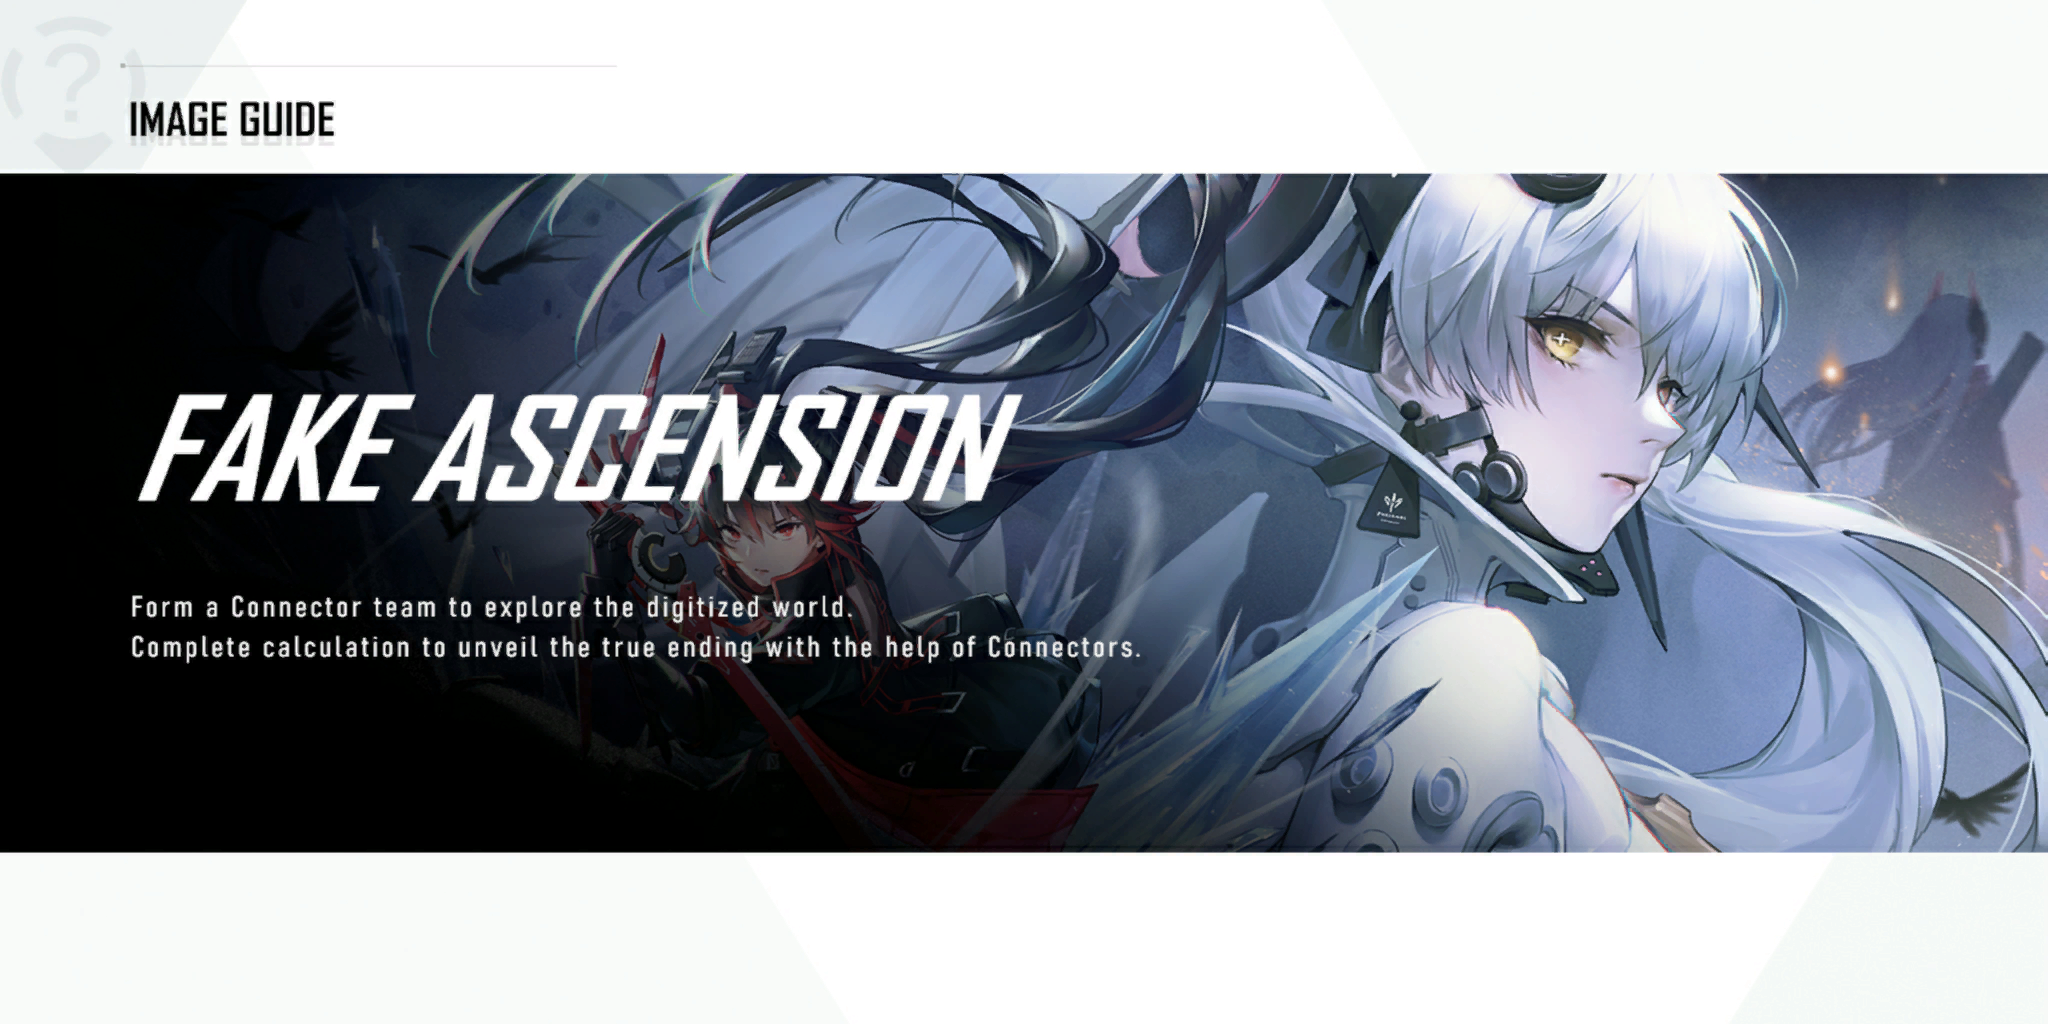 IMAGE GUIDE
FAKE ASCENSION
Form a Connector team to explore the digitized world.
Complete calculation to unveil the true ending with the help of Connectors.